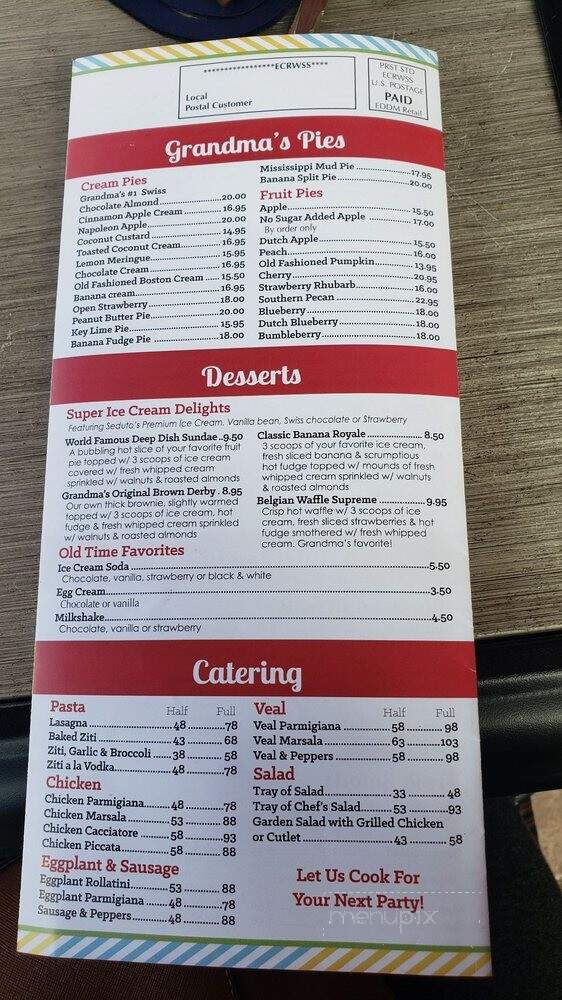 *****************ECRWSS****
Local
Postal Customer
PRST STD
ECRWSS
U.S. POSTAGE
PAID
EDDM Retail
Grandma's Pies
Cream Pies
Grandma's #1 Swiss
Chocolate Almond....................20.00
Cinnamon Apple Cream ............16.95
Napoleon Apple.......................20.00
Coconut Custard......................14.95
Toasted Coconut Cream.............16.95
Lemon Meringue.......................15.95
Chocolate Cream ......................16.95
Old Fashioned Boston Cream .....15.50
Banana cream...........................16.95
Open Strawberry.......................18.00
Peanut Butter Pie......................20.00
Key Lime Pie.............................15.95
Banana Fudge Pie .....................18.00
Mississippi Mud Pie ..................17.95
Banana Split Pie........................20.00
Fruit Pies
Apple.......................................15.50
No Sugar Added Apple ..............17.00
By order only
Dutch Apple..............................15.50
Peach.......................................16.00
Old Fashioned Pumpkin.............13.95
Cherry......................................20.95
Strawberry Rhubarb...................16.00
Southern Pecan.........................22.95
Blueberry..................................18.00
Dutch Blueberry........................18.00
Bumbleberry.............................18.00
Desserts
Super Ice Cream Delights
Featuring Seduto's Premium Ice Cream. Vanilla bean, Swiss chocolate or Strawberry
World Famous Deep Dish Sundae..9.50
A bubbling hot slice of your favorite fruit
pie topped w/ 3 scoops of ice cream
covered w/ fresh whipped cream
sprinkled w/ walnuts & roasted almonds
Grandma's Original Brown Derby . 8.95
Our own thick brownie, slightly warmed
topped w/ 3 scoops of ice cream, hot
fudge & fresh whipped cream sprinkled
w/ walnuts & roasted almonds
Classic Banana Royale.................... 8.50
3 scoops of your favorite ice cream,
fresh sliced banana & scrumptious
hot fudge topped w/ mounds of fresh
whipped cream sprinkled w/ walnuts
& roasted almonds
Belgian Waffle Supreme .................9.95
Crisp hot waffle w/ 3 scoops of ice
cream, fresh sliced strawberries & hot
fudge smothered w/ fresh whipped
cream. Grandma's favorite!
Old Time Favorites
Ice Cream Soda ..........................................................5.50
Chocolate, vanilla, strawberry or black & white
Egg Cream..................................................................3.50
Chocolate or vanilla
Milkshake...................................................................4.50
Chocolate, vanilla or strawberry
Catering
Pasta Half Full
Lasagna ........................48 ............78
Baked Ziti .....................43 ............ 68
Ziti, Garlic & Broccoli .....38 ............ 58
Ziti a la Vodka................48 ............78
Chicken
Chicken Parmigiana........48 ............78
Chicken Marsala ............53 ............ 88
Chicken Cacciatore ........58 ............93
Chicken Piccata..............58 ............ 88
Eggplant & Sausage
Eggplant Rollatini...........53 ............ 88
Eggplant Parmigiana ......48 ............78
Sausage & Peppers.........48 ............ 88
Veal Half Full
Veal Parmigiana ............58 ............ 98
Veal Marsala..................63 ............103
Veal & Peppers ..............58 ............ 98
Salad
Tray of Salad..................33 ............ 48
Tray of Chef's Salad........53 ............93
Garden Salad with Grilled Chicken
or Cutlet ........................43 ............ 58
Let Us Cook For
Your Next Party!
menupix